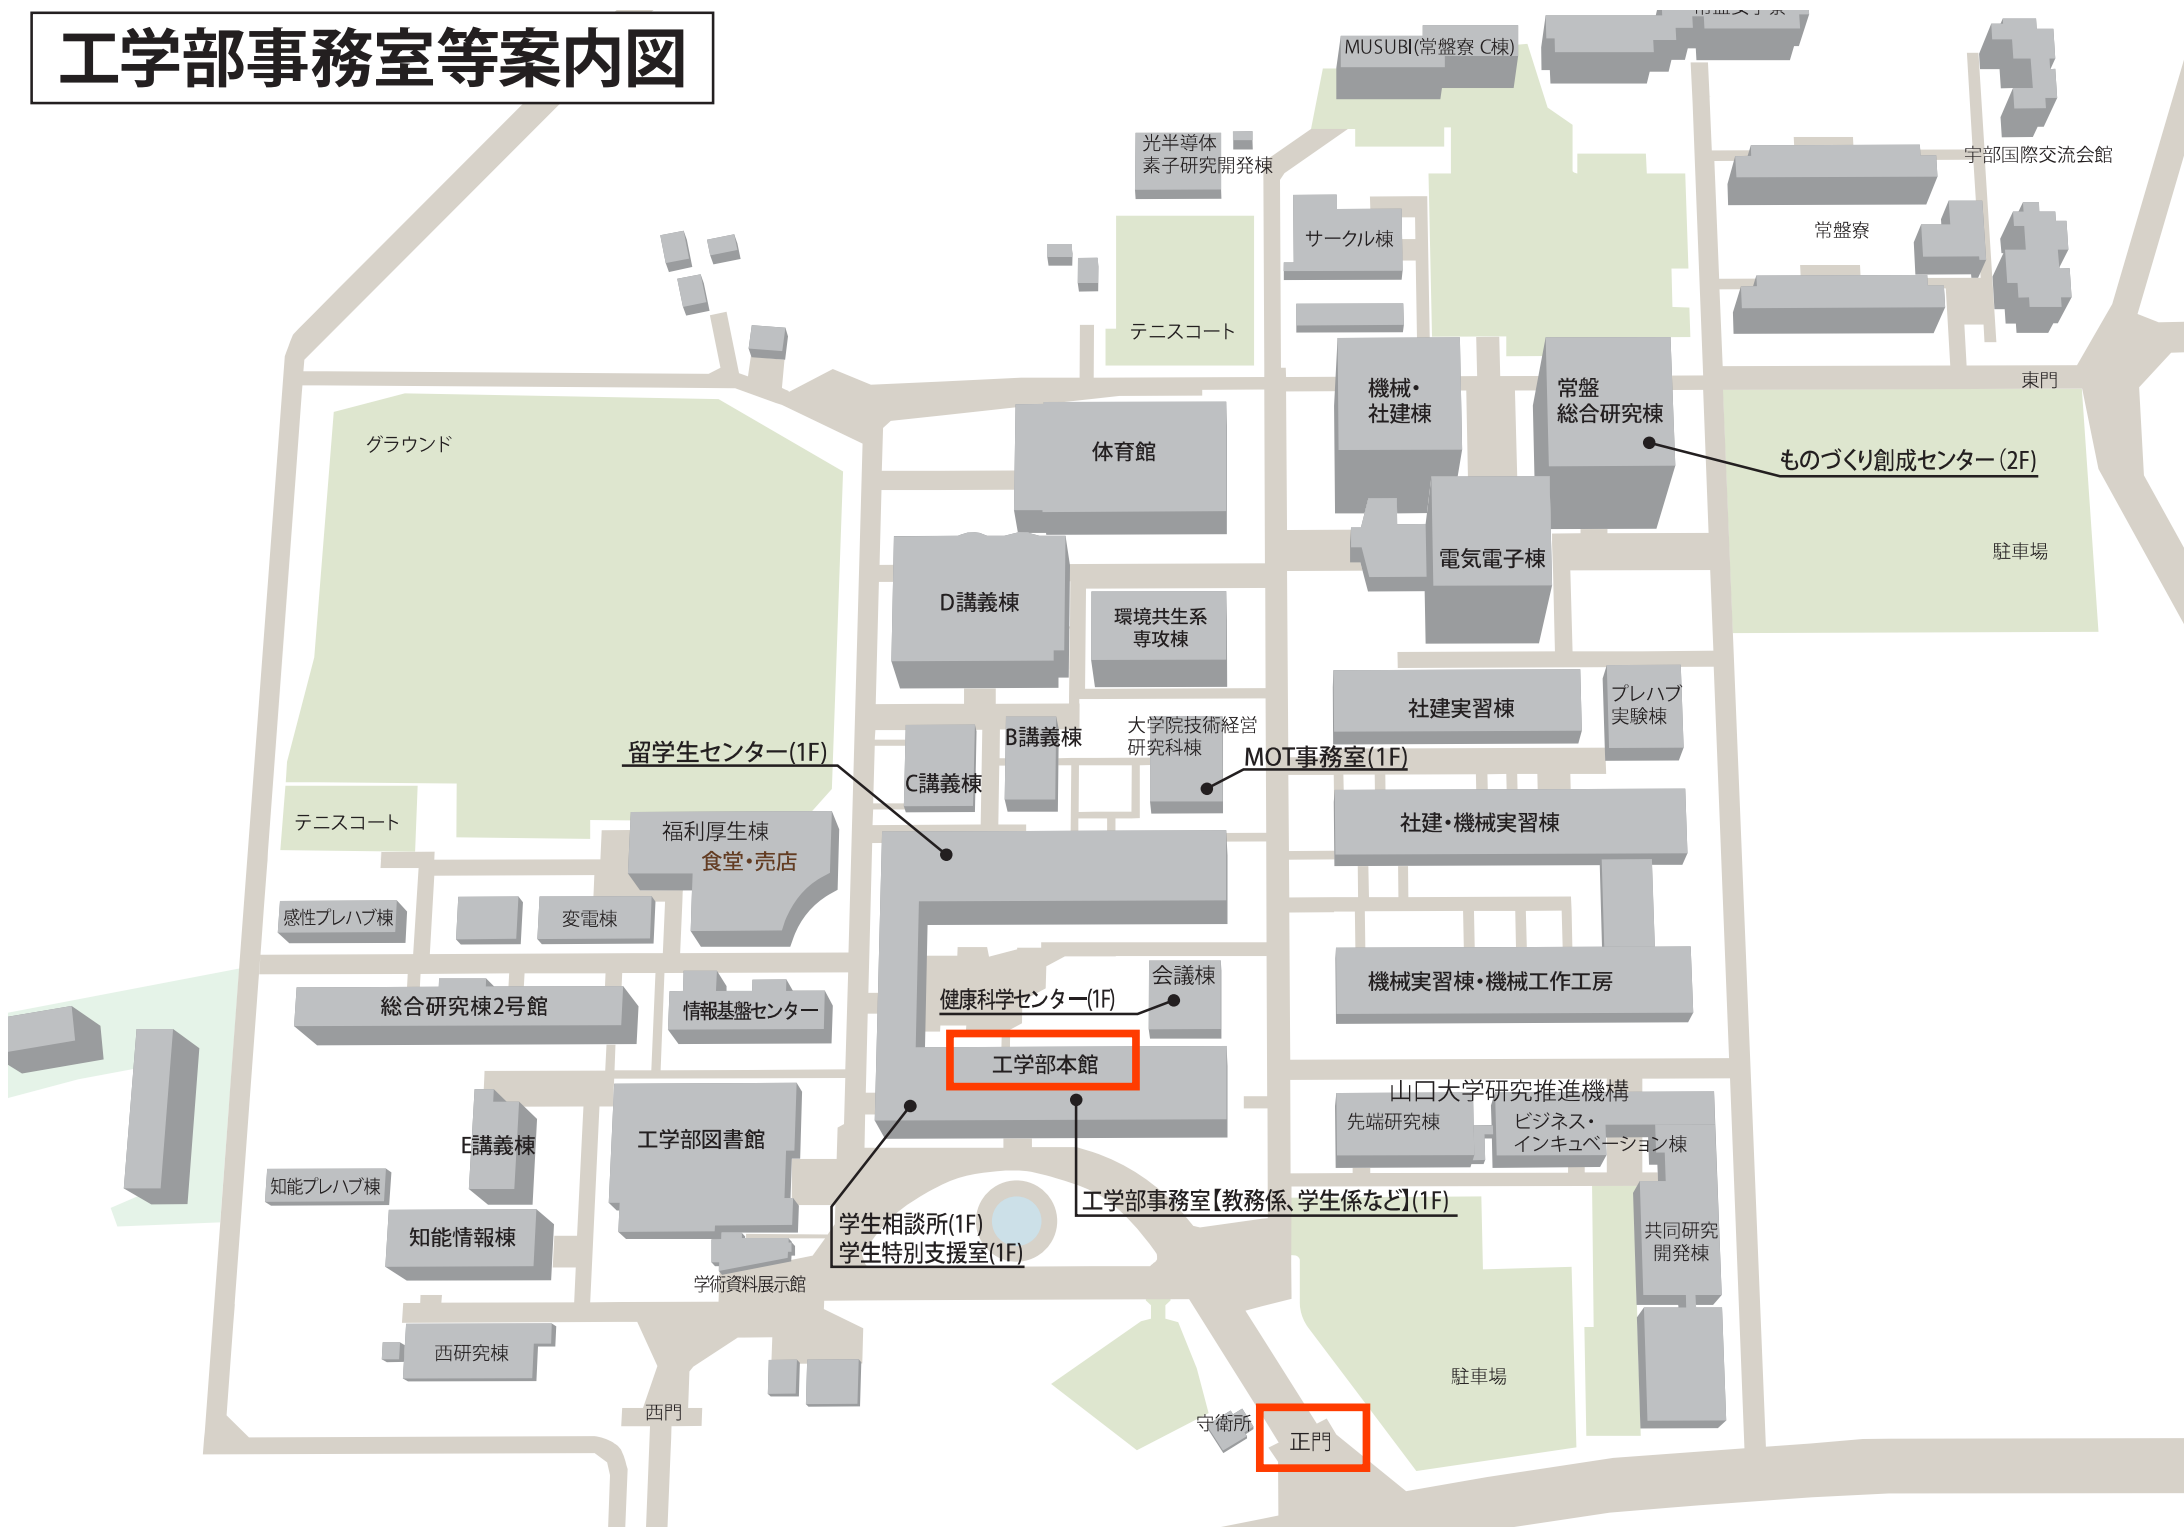 工学部事務室等案内図
MUSUBI(常盤寮 C棟)
光半導体
素子研究開発棟
宇部国際交流会館
サークル棟
常盤寮
テニスコート
東門
機械・
社建棟
常盤
総合研究棟
ものづくり創成センター(2F)
グラウンド
体育館
駐車場
電気電子棟
D講義棟
環境共生系
専攻棟
社建実習棟
プレハブ
実験棟
大学院技術経営
研究科棟
B講義棟
留学生センター(1F)
MOT事務室(1F)
C講義棟
テニスコート
福利厚生棟
食堂・売店
社建・機械実習棟
感性プレハブ棟
変電棟
会議棟
機械実習棟・機械工作工房
総合研究棟2号館
情報基盤センター
健康科学センター(1F)
工学部本館
山口大学研究推進機構
先端研究棟
ビジネス・
インキュベーション棟
E講義棟
工学部図書館
知能プレハブ棟
工学部事務室【教務係、学生係など】(1F)
学生相談所(1F)
学生特別支援室(1F)
知能情報棟
共同研究
開発棟
学術資料展示館
西研究棟
駐車場
西門
守衛所
正門